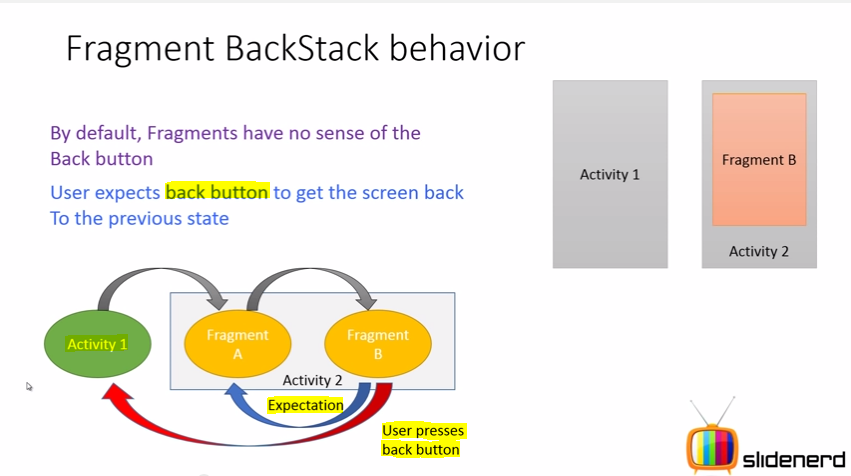 Fragment BackStack behavior
By default, Fragments have no sense of the
Back button
User expects back button to get the screen back
To the previous state
Activity 1
Fragment B
Activity 2
Activity 1
Fragment
A
Fragment
B
Activity 2
Expectation
User presses
back button
slidenerd